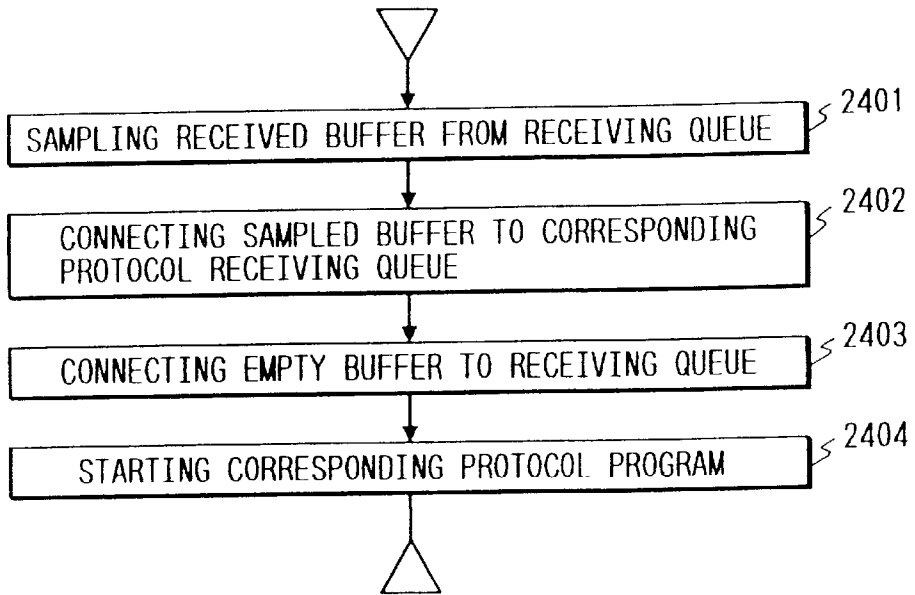 2401
SAMPLING RECEIVED BUFFER FROM RECEIVING QUEUE
2402
CONNECTING SAMPLED BUFFER TO CORRESPONDING
PROTOCOL RECEIVING QUEUE
2403
CONNECTING EMPTY BUFFER TO RECEIVING QUEUE
2404
STARTING CORRESPONDING PROTOCOL PROGRAM